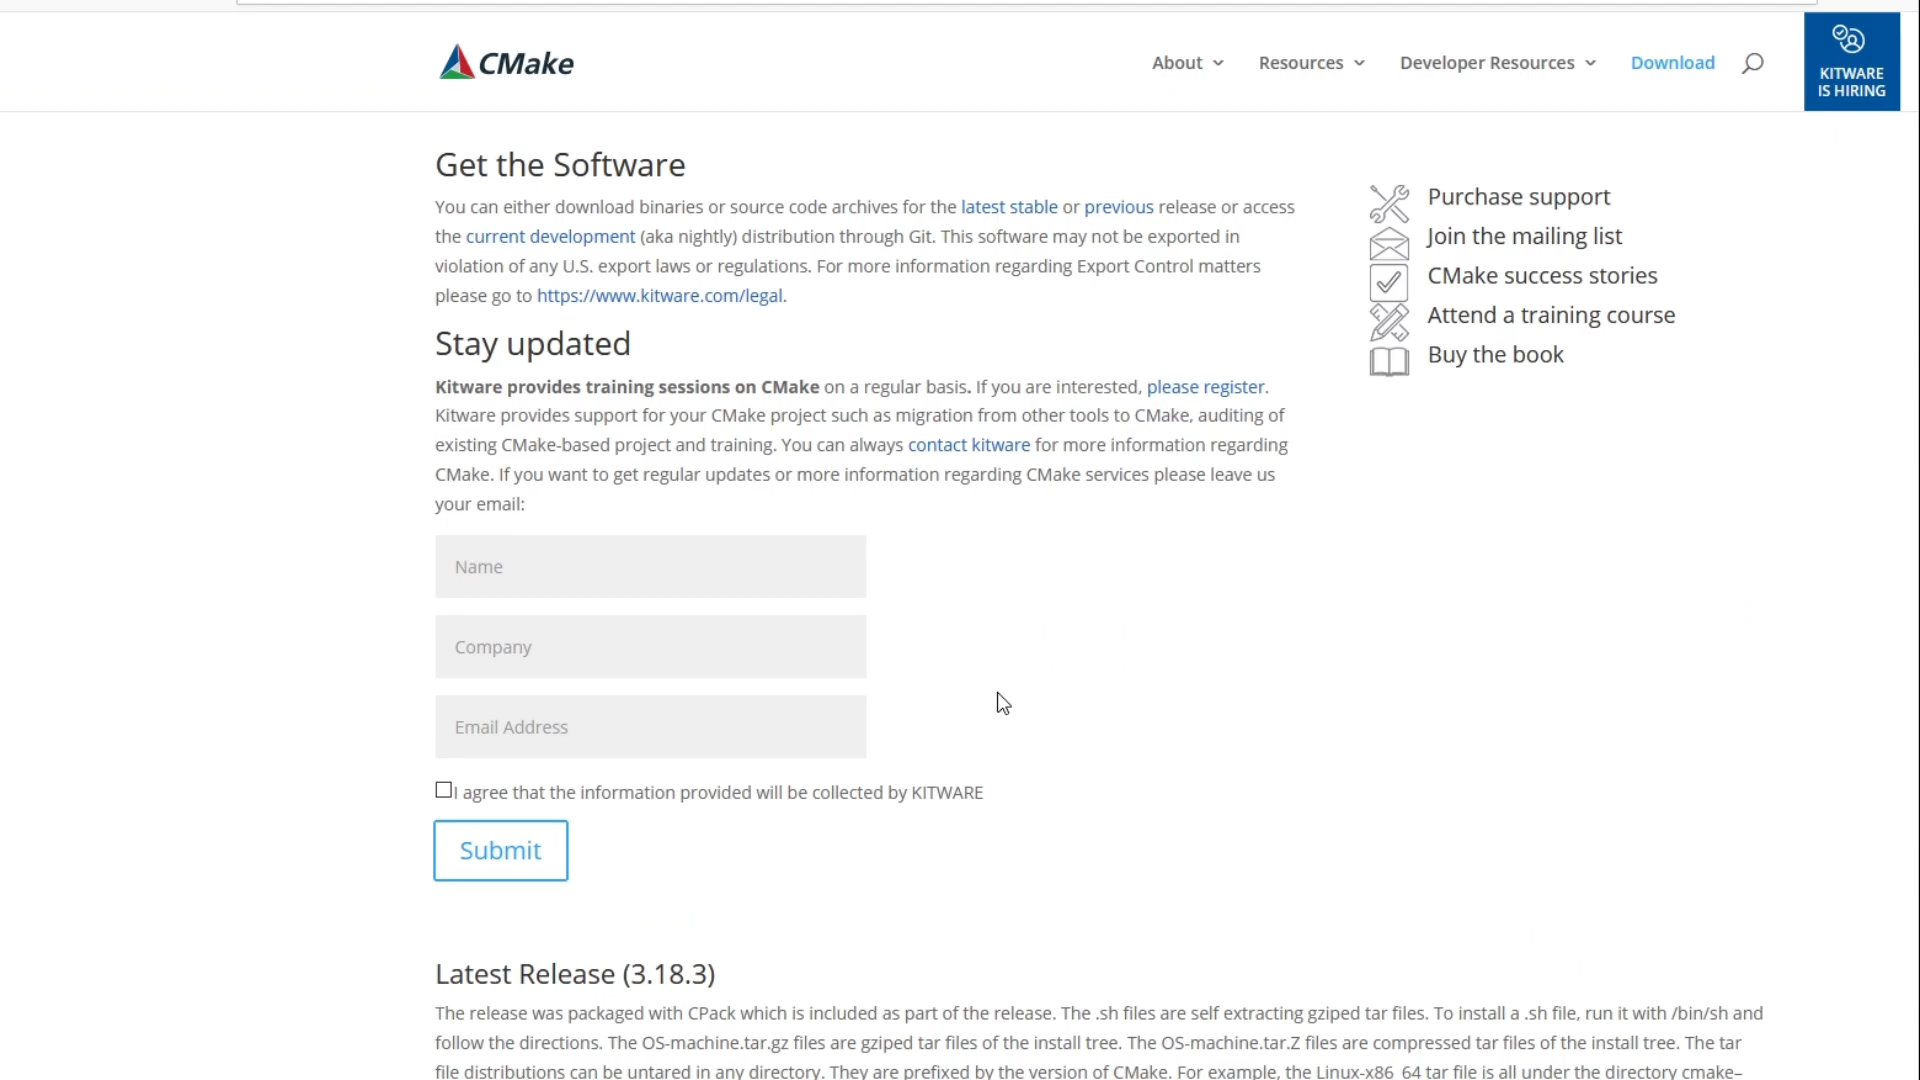 CMake
About
Resources
Developer Resources
Download
KITWARE
IS HIRING
Get the Software
You can either download binaries or source code archives for the latest stable or previous release or access
the current development (aka nightly) distribution through Git. This software may not be exported in
violation of any U.S. export laws or regulations. For more information regarding Export Control matters
please go to https://www.kitware.com/legal.
Purchase support
Join the mailing list
CMake success stories
Attend a training course
Buy the book
Stay updated
Kitware provides training sessions on CMake on a regular basis. If you are interested, please register.
Kitware provides support for your CMake project such as migration from other tools to CMake, auditing of
existing CMake-based project and training. You can always contact kitware for more information regarding
CMake. If you want to get regular updates or more information regarding CMake services please leave us
your email:
Name
Company
Email Address
I agree that the information provided will be collected by KITWARE
Submit
Latest Release (3.18.3)
The release was packaged with CPack which is included as part of the release. The .sh files are self extracting gziped tar files. To install a .sh file, run it with /bin/sh and
follow the directions. The OS-machine.tar.gz files are gziped tar files of the install tree. The OS-machine.tar.Z files are compressed tar files of the install tree. The tar
file distributions can be untared in any directory. They are prefixed by the version of CMake. For example, the Linux-x86_64 tar file is all under the directory cmake–